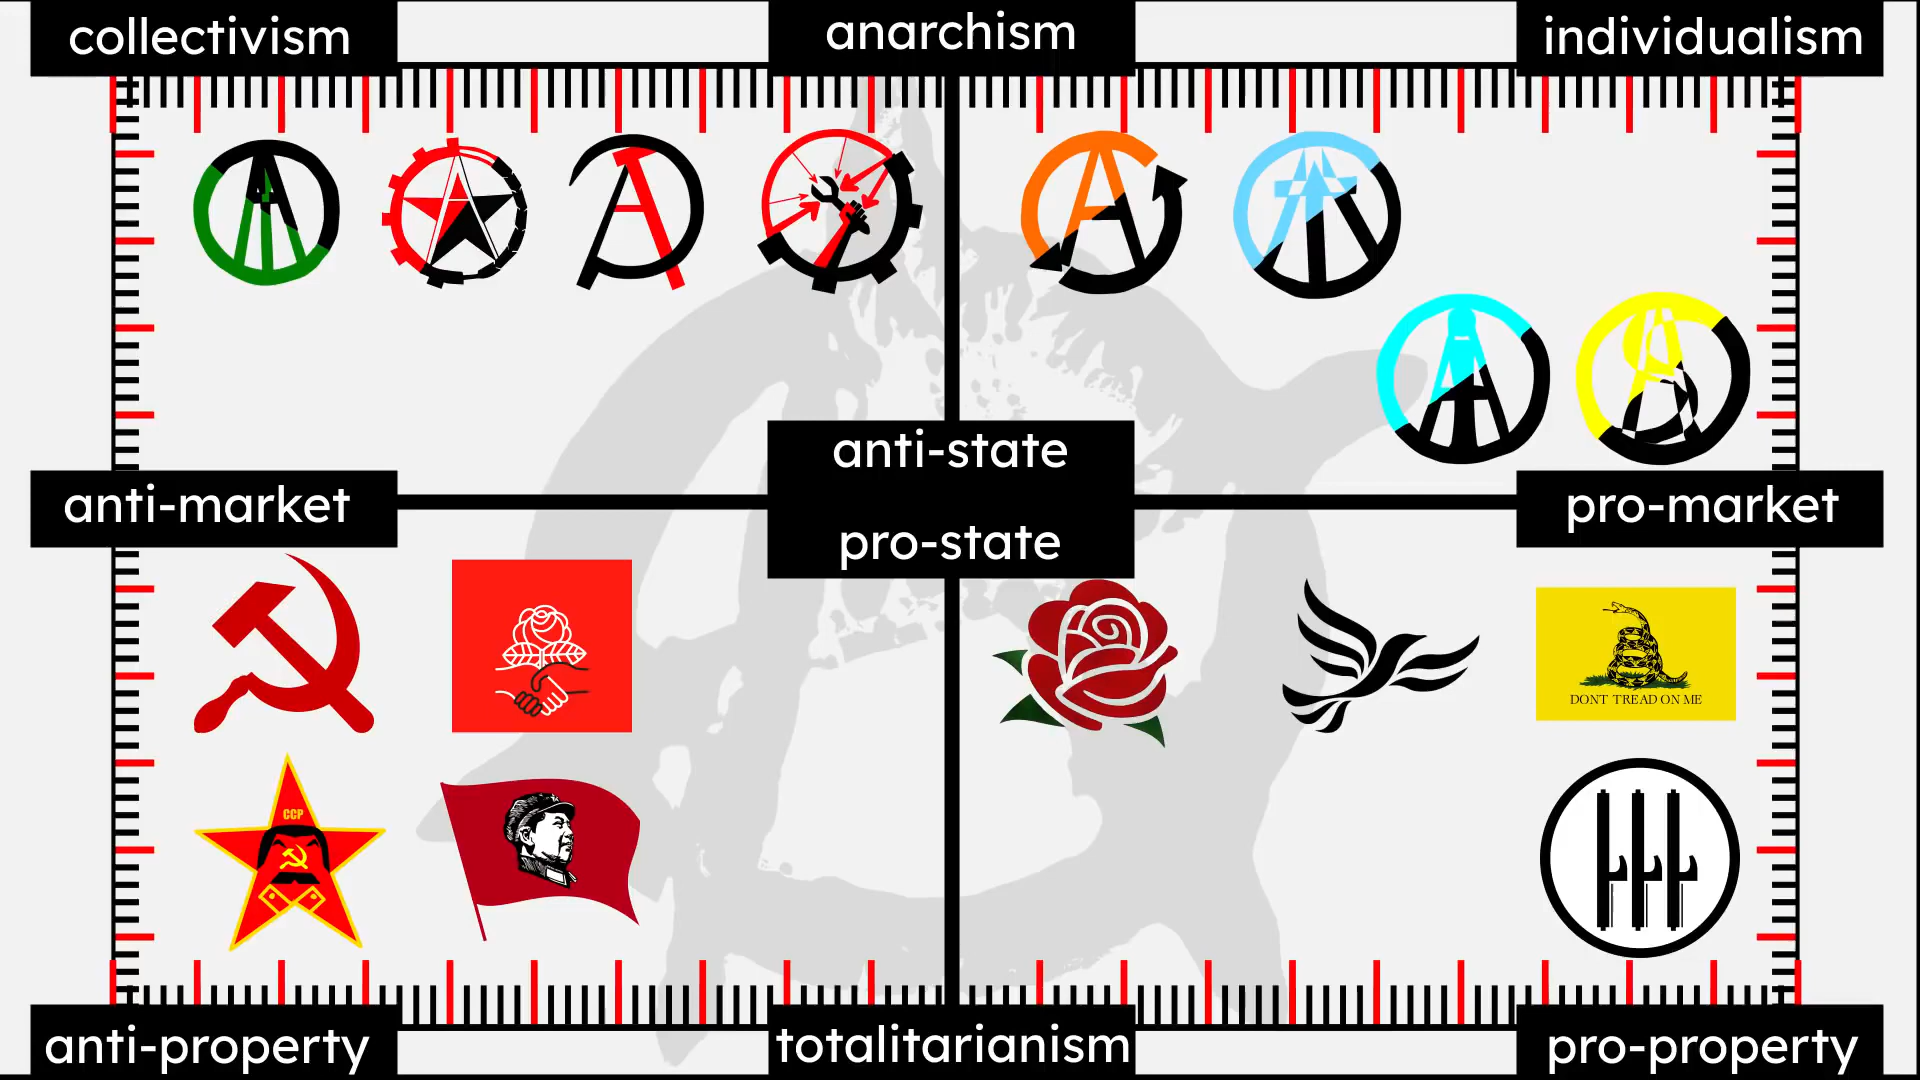 collectivism
anarchism
individualism
anti-state
anti-market
pro-market
pro-state
DONT TREAD ON ME
CCP
anti-property
totalitarianism
pro-property